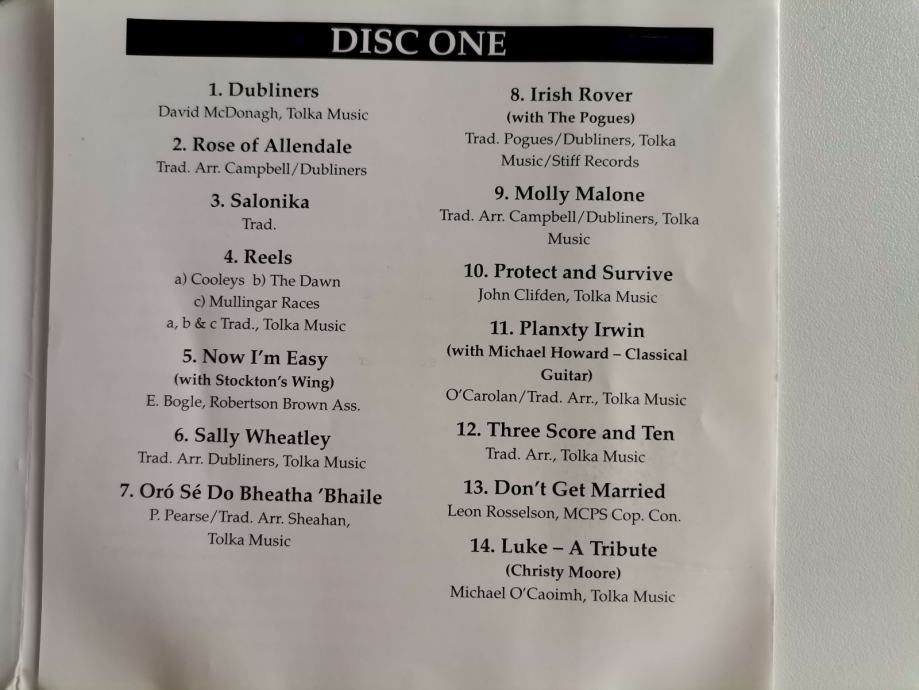 DISC ONE
1. Dubliners
David McDonagh, Tolka Music
2. Rose of Allendale
Trad. Arr. Campbell/Dubliners
3. Salonika
Trad.
4. Reels
a) Cooleys b) The Dawn
c) Mullingar Races
a, b & c Trad., Tolka Music
5. Now I'm Easy
(with Stockton's Wing)
E. Bogle, Robertson Brown Ass.
6. Sally Wheatley
Trad. Arr. Dubliners, Tolka Music
7. Oró Sé Do Bheatha 'Bhaile
P. Pearse/Trad. Arr. Sheahan,
Tolka Music
8. Irish Rover
(with The Pogues)
Trad. Pogues/Dubliners, Tolka
Music/Stiff Records
9. Molly Malone
Trad. Arr. Campbell/Dubliners, Tolka
Music
10. Protect and Survive
John Clifden, Tolka Music
11. Planxty Irwin
(with Michael Howard – Classical
Guitar)
O'Carolan/Trad. Arr., Tolka Music
12. Three Score and Ten
Trad. Arr., Tolka Music
13. Don't Get Married
Leon Rosselson, MCPS Cop. Con.
14. Luke – A Tribute
(Christy Moore)
Michael O'Caoimh, Tolka Music